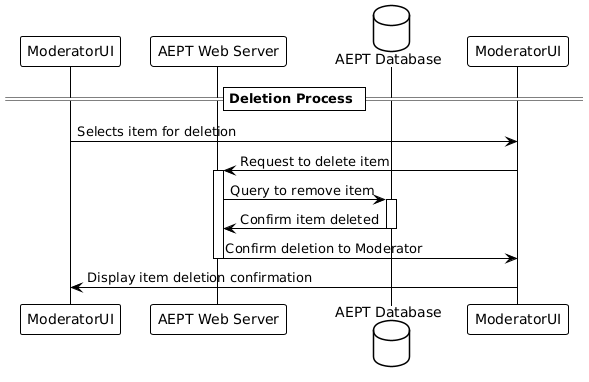 ModeratorUI
AEPT Web Server
AEPT Database
ModeratorUI
Deletion Process
Selects item for deletion
Request to delete item
Query to remove item
Confirm item deleted
Confirm deletion to Moderator
Display item deletion confirmation
ModeratorUI
AEPT Web Server
AEPT Database
ModeratorUI